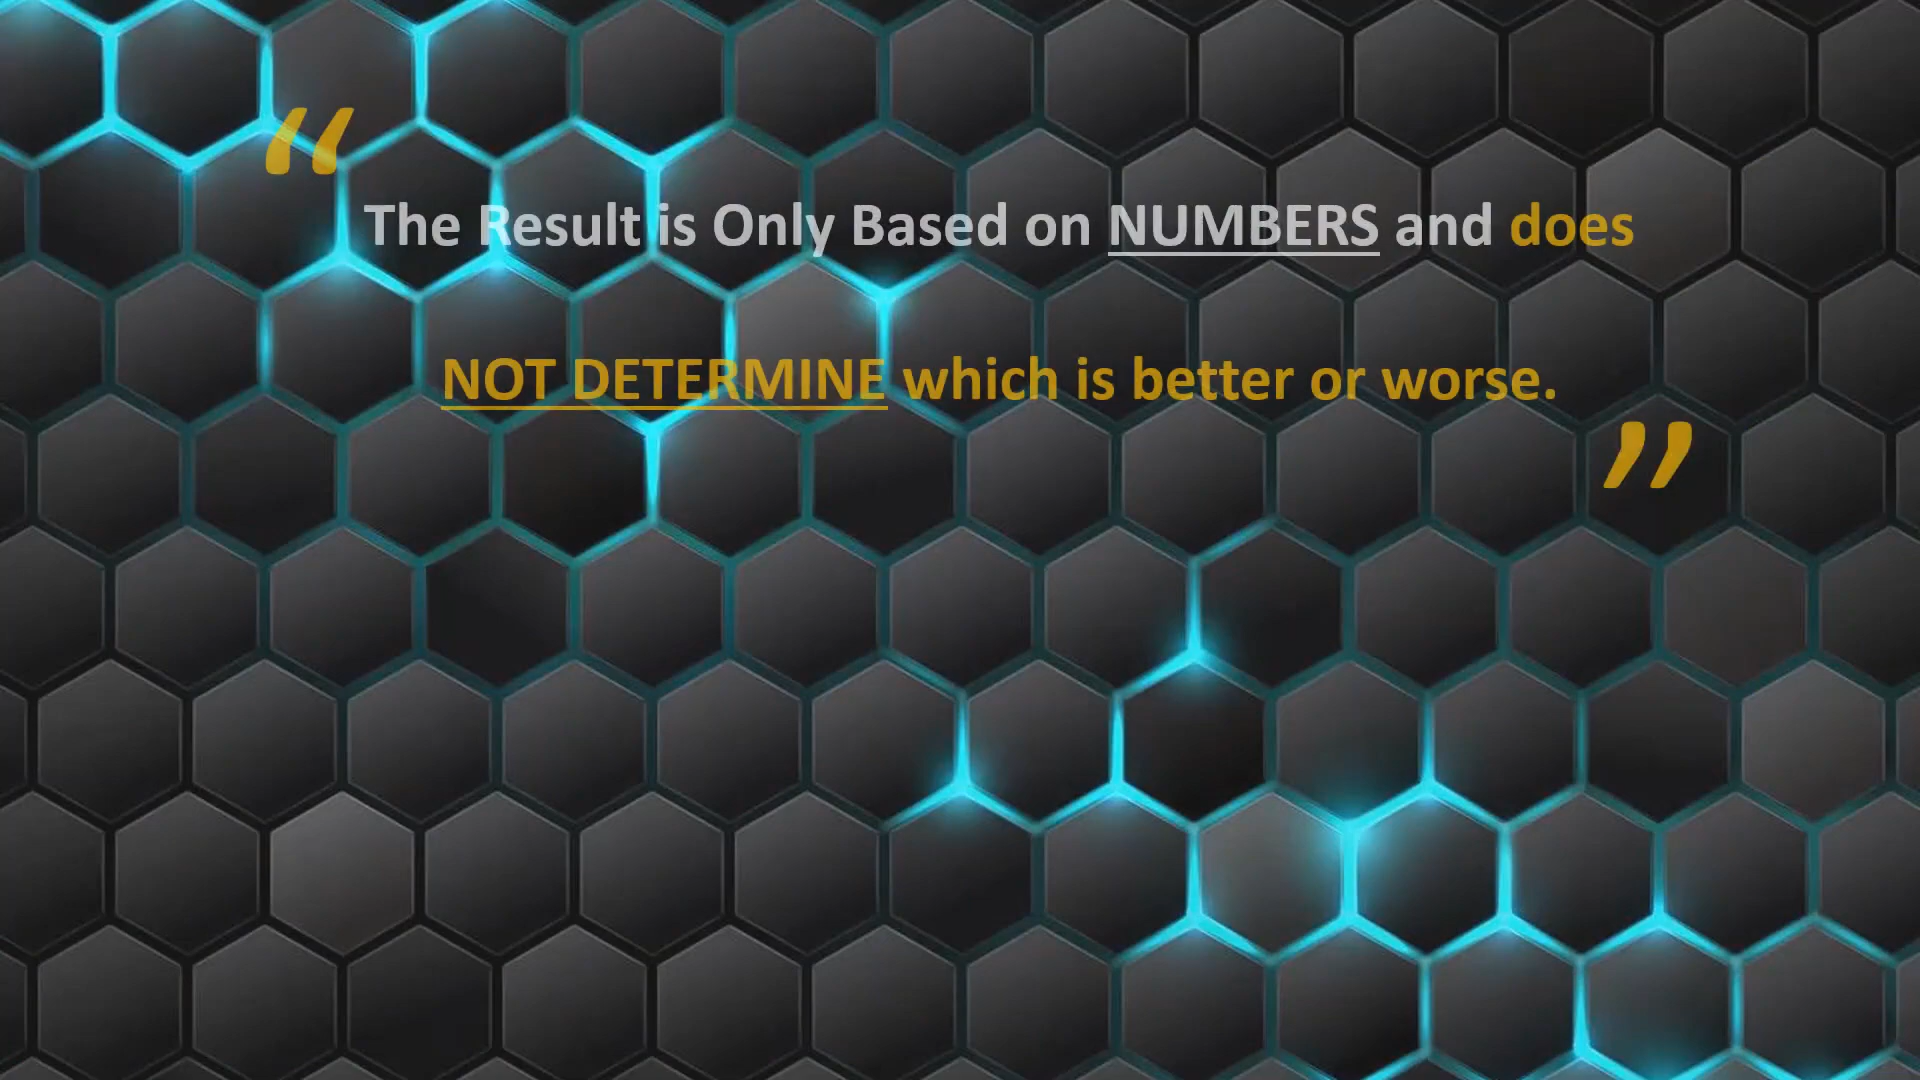 “
The Result is Only Based on NUMBERS and does
NOT DETERMINE which is better or worse.
”